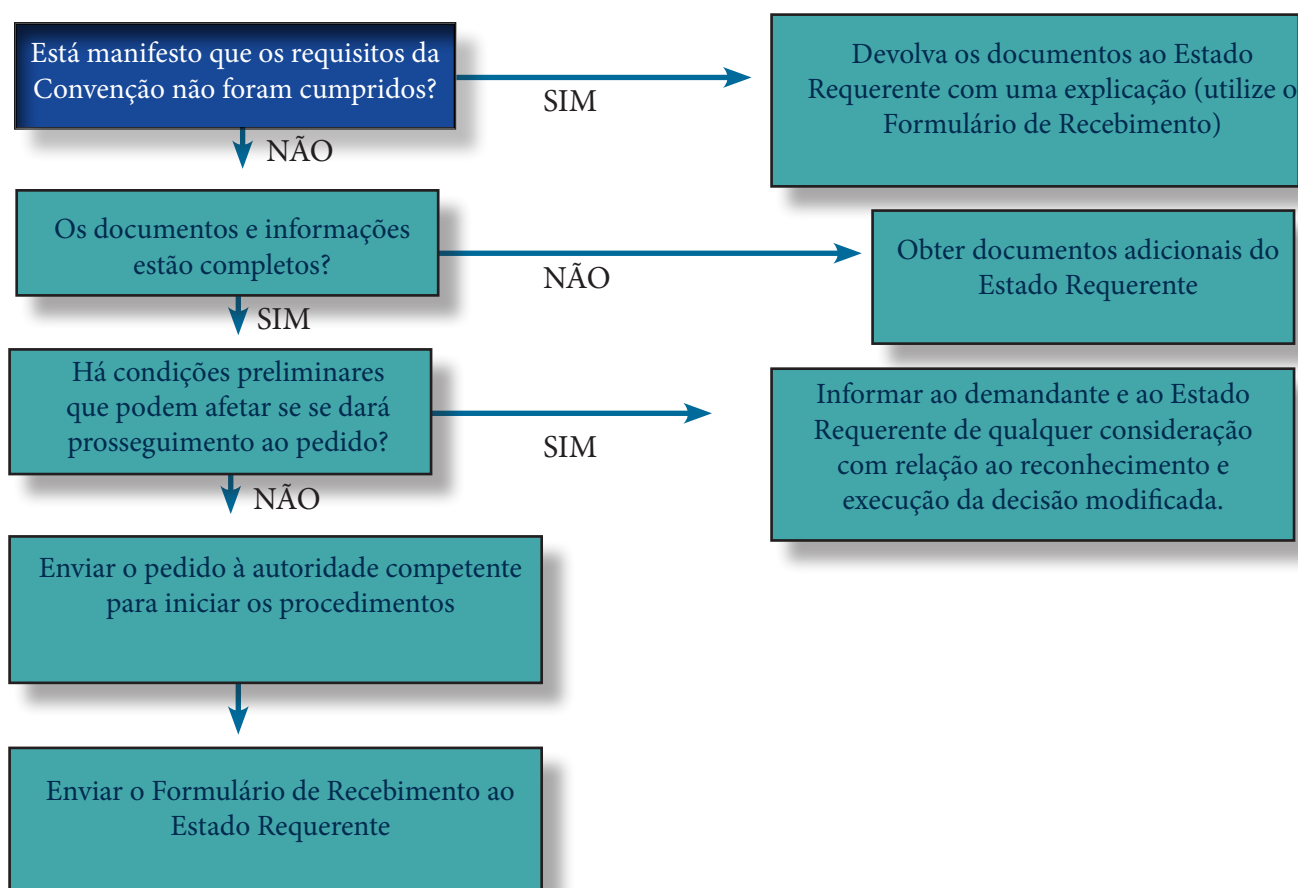 Está manifesto que os requisitos da
Convenção não foram cumpridos?
SIM
Devolva os documentos ao Estado
Requerente com uma explicação (utilize o
Formulário de Recebimento)
NÃO
Os documentos e informações
estão completos?
NÃO
Obter documentos adicionais do
Estado Requerente
SIM
Há condições preliminares
que podem afetar se se dará
prosseguimento ao pedido?
SIM
Informar ao demandante e ao Estado
Requerente de qualquer consideração
com relação ao reconhecimento e
execução da decisão modificada.
NÃO
Enviar o pedido à autoridade competente
para iniciar os procedimentos
Enviar o Formulário de Recebimento ao
Estado Requerente